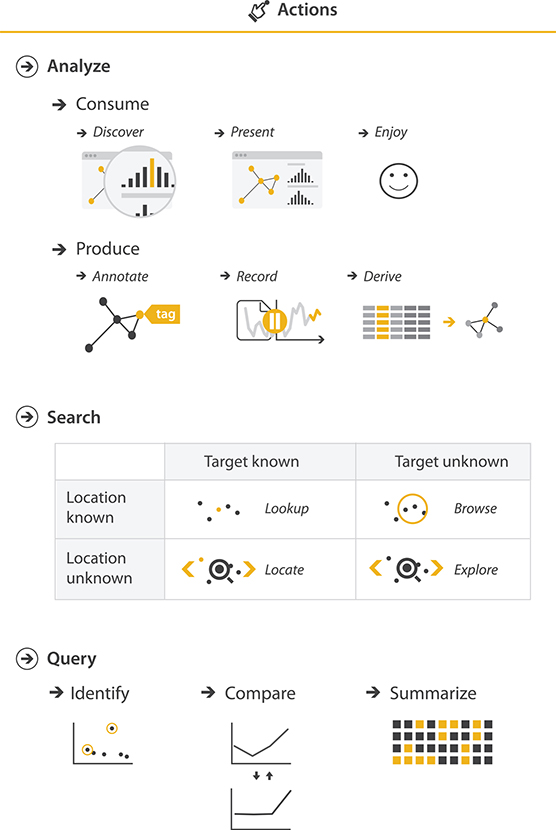 Actions
Analyze
Consume
Discover
Present
Enjoy
Produce
Annotate
Record
Derive
tag
Search
Target known
Target unknown
Location
known
Lookup
Browse
Location
unknown
Locate
Explore
Query
Identify
Compare
Summarize